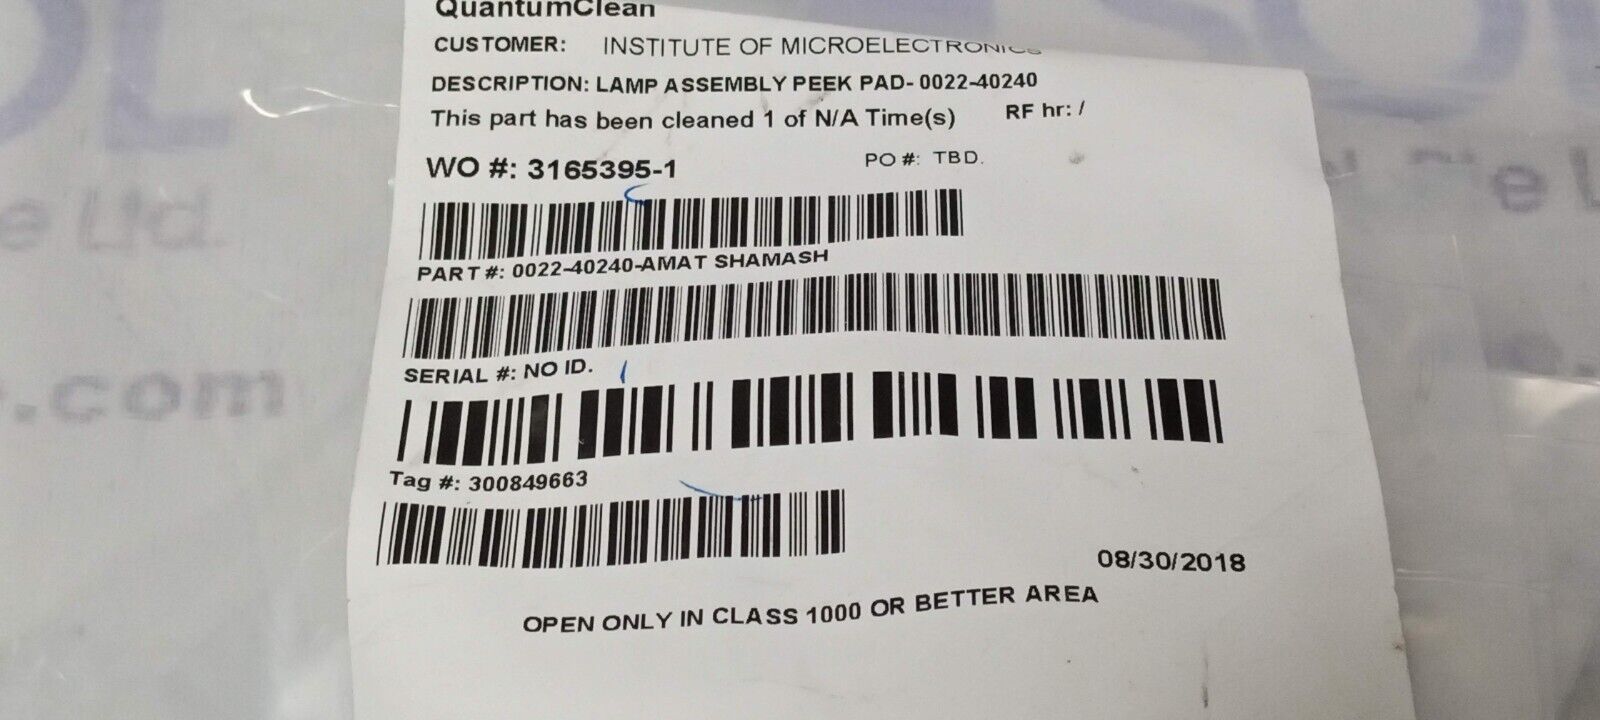 QuantumClean
CUSTOMER: INSTITUTE OF MICROELECTRONICS
DESCRIPTION: LAMP ASSEMBLY PEEK PAD- 0022-40240
This part has been cleaned 1 of N/A Time(s) RF hr: /
WO #: 3165395-1 PO #: TBD.
PART #: 0022-40240-AMAT SHAMASH
SERIAL #: NO ID.
Tag #: 300849663
08/30/2018
OPEN ONLY IN CLASS 1000 OR BETTER AREA
e Ltd.
.com